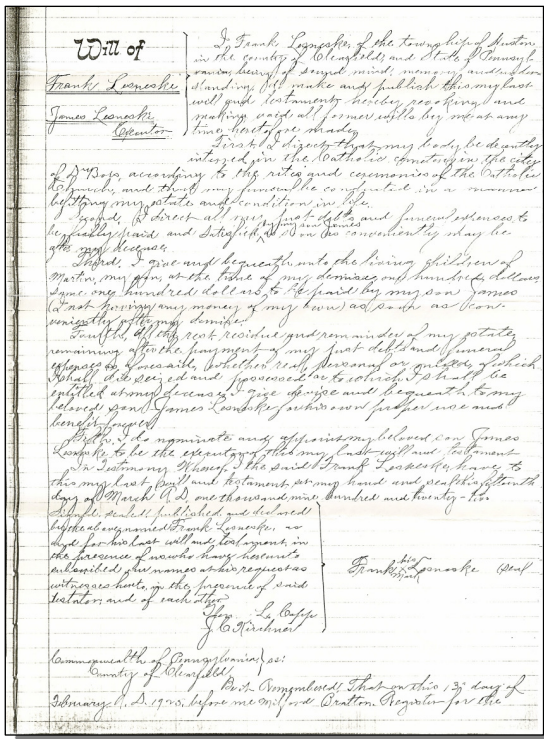 Will of
Frank Lesneske
James Lesneske
Executor
I, Frank Lesneske, of the township of Huston
in the county of Clearfield, and State of Pennsyl-
vania, being of sound mind, memory and under-
standing, do make and publish this my last
will and testament, hereby revoking and
making void all former wills by me at any
time heretofore made.
First, I direct that my body be decently
interred in the Catholic cemetery in the city
of Du Bois, according to the rites and ceremonies of the Catholic
Church, and that my funeral be conducted in a manner
befitting my estate and condition in life.
Second, I direct all my just debts and funeral expenses, to
be fully paid and satisfied, by my son James as soon as conveniently may be
after my decease.
Third, I give and bequeath unto the living children of
Martin, my son, at the time of my demise, one hundred dollars,
same one hundred dollars to be paid by my son James
(I not having any money of my own) as soon as con-
veniently after my demise.
Fourth, All the rest, residue and remainder of my estate,
remaining after the payment of my just debts and funeral
expenses as aforesaid, whether real, personal or mixed, of which
I shall die seized and possessed or to which I shall be
entitled at my decease, I give, devise and bequeath to my
beloved son James Lesneske for his own proper use and
benefit forever.
Fifth, I do nominate and appoint my beloved son James
Lesneske to be the executor of this my last will and testament
In Testimony Whereof, I the said Frank Lesneske, have to
this my last will and testament set my hand and seal this
day of March A.D. one thousand nine hundred and twenty-two
Signed, sealed, published and declared
by the above named Frank Lesneske, as
and for his last will and testament, in
the presence of us who have hereunto
subscribed our names at his request as
witnesses hereto, in the presence of said
testator, and of each other.
Frank his X mark Lesneske Seal
Thos. L. Capp
J. C. Kirchner
Commonwealth of Pennsylvania } ss:
County of Clearfield
Be it Remembered, That on this 13" day of
February A.D. 1923, before me Milford Bratton Register for the